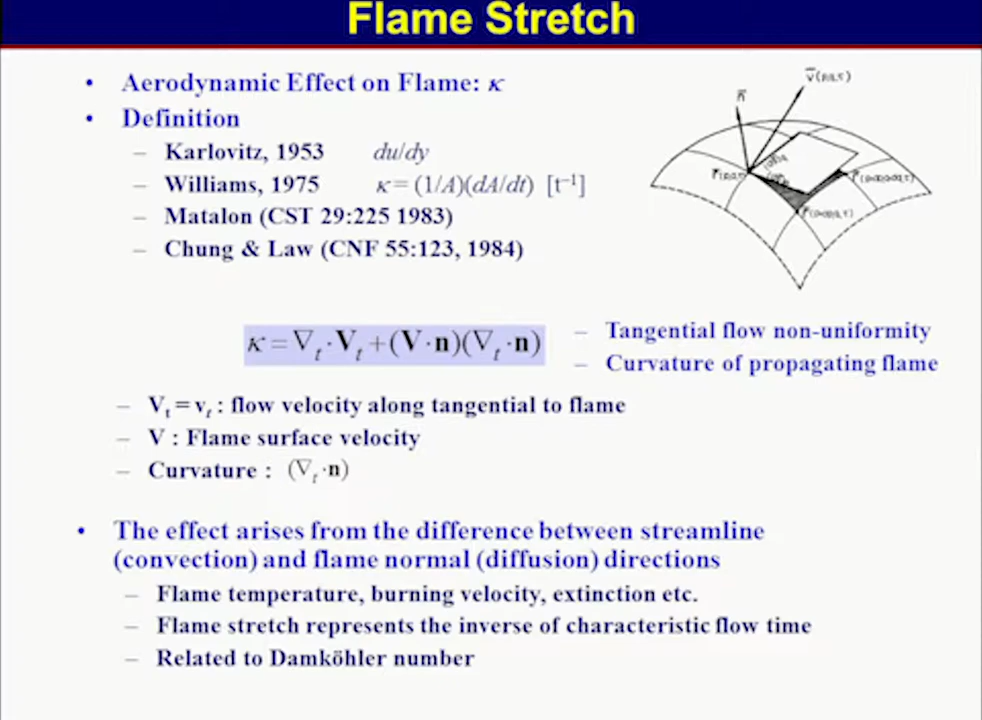 Flame Stretch
• Aerodynamic Effect on Flame: κ
• Definition
– Karlovitz, 1953 du/dy
– Williams, 1975 κ = (1/A)(dA/dt) [t⁻¹]
– Matalon (CST 29:225 1983)
– Chung & Law (CNF 55:123, 1984)
κ = ∇ₜ·Vₜ + (V·n)(∇ₜ·n)
– Tangential flow non-uniformity
– Curvature of propagating flame
– Vₜ = vₜ : flow velocity along tangential to flame
– V : Flame surface velocity
– Curvature : (∇ₜ·n)
• The effect arises from the difference between streamline
(convection) and flame normal (diffusion) directions
– Flame temperature, burning velocity, extinction etc.
– Flame stretch represents the inverse of characteristic flow time
– Related to Damköhler number